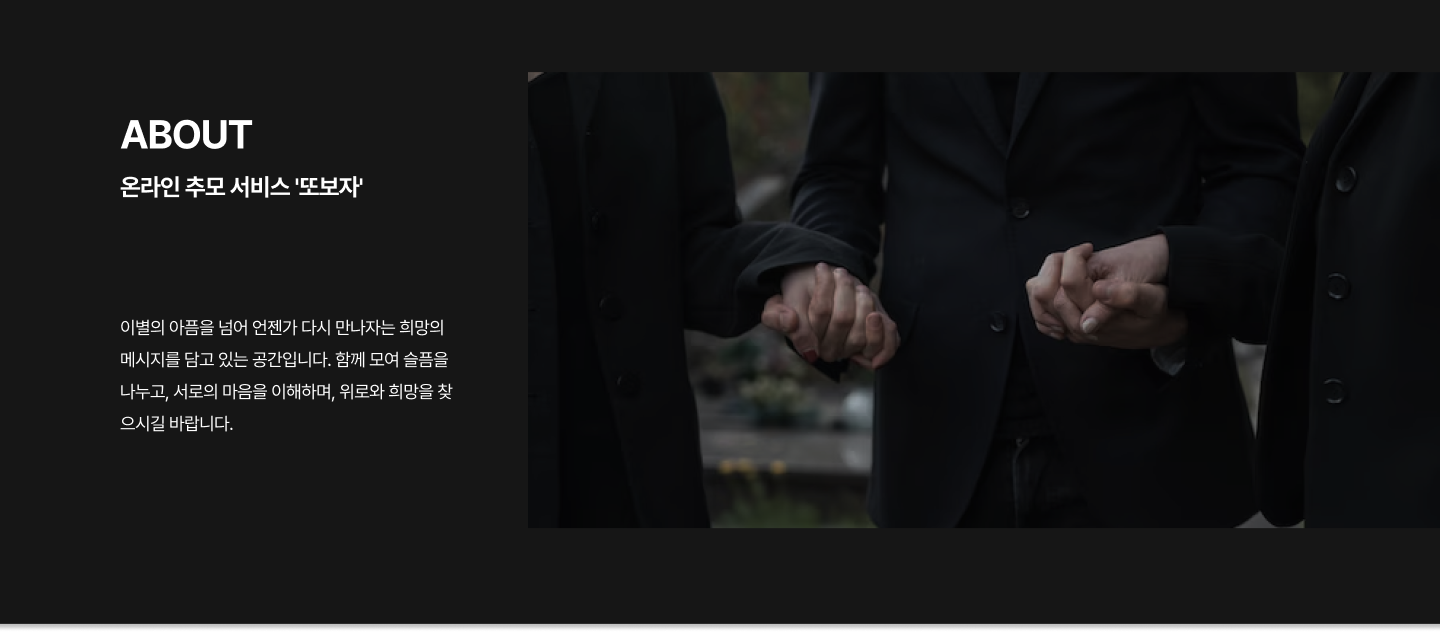 ABOUT
온라인 추모 서비스 '또보자'
이별의 아픔을 넘어 언젠가 다시 만나자는 희망의
메시지를 담고 있는 공간입니다. 함께 모여 슬픔을
나누고, 서로의 마음을 이해하며, 위로와 희망을 찾
으시길 바랍니다.